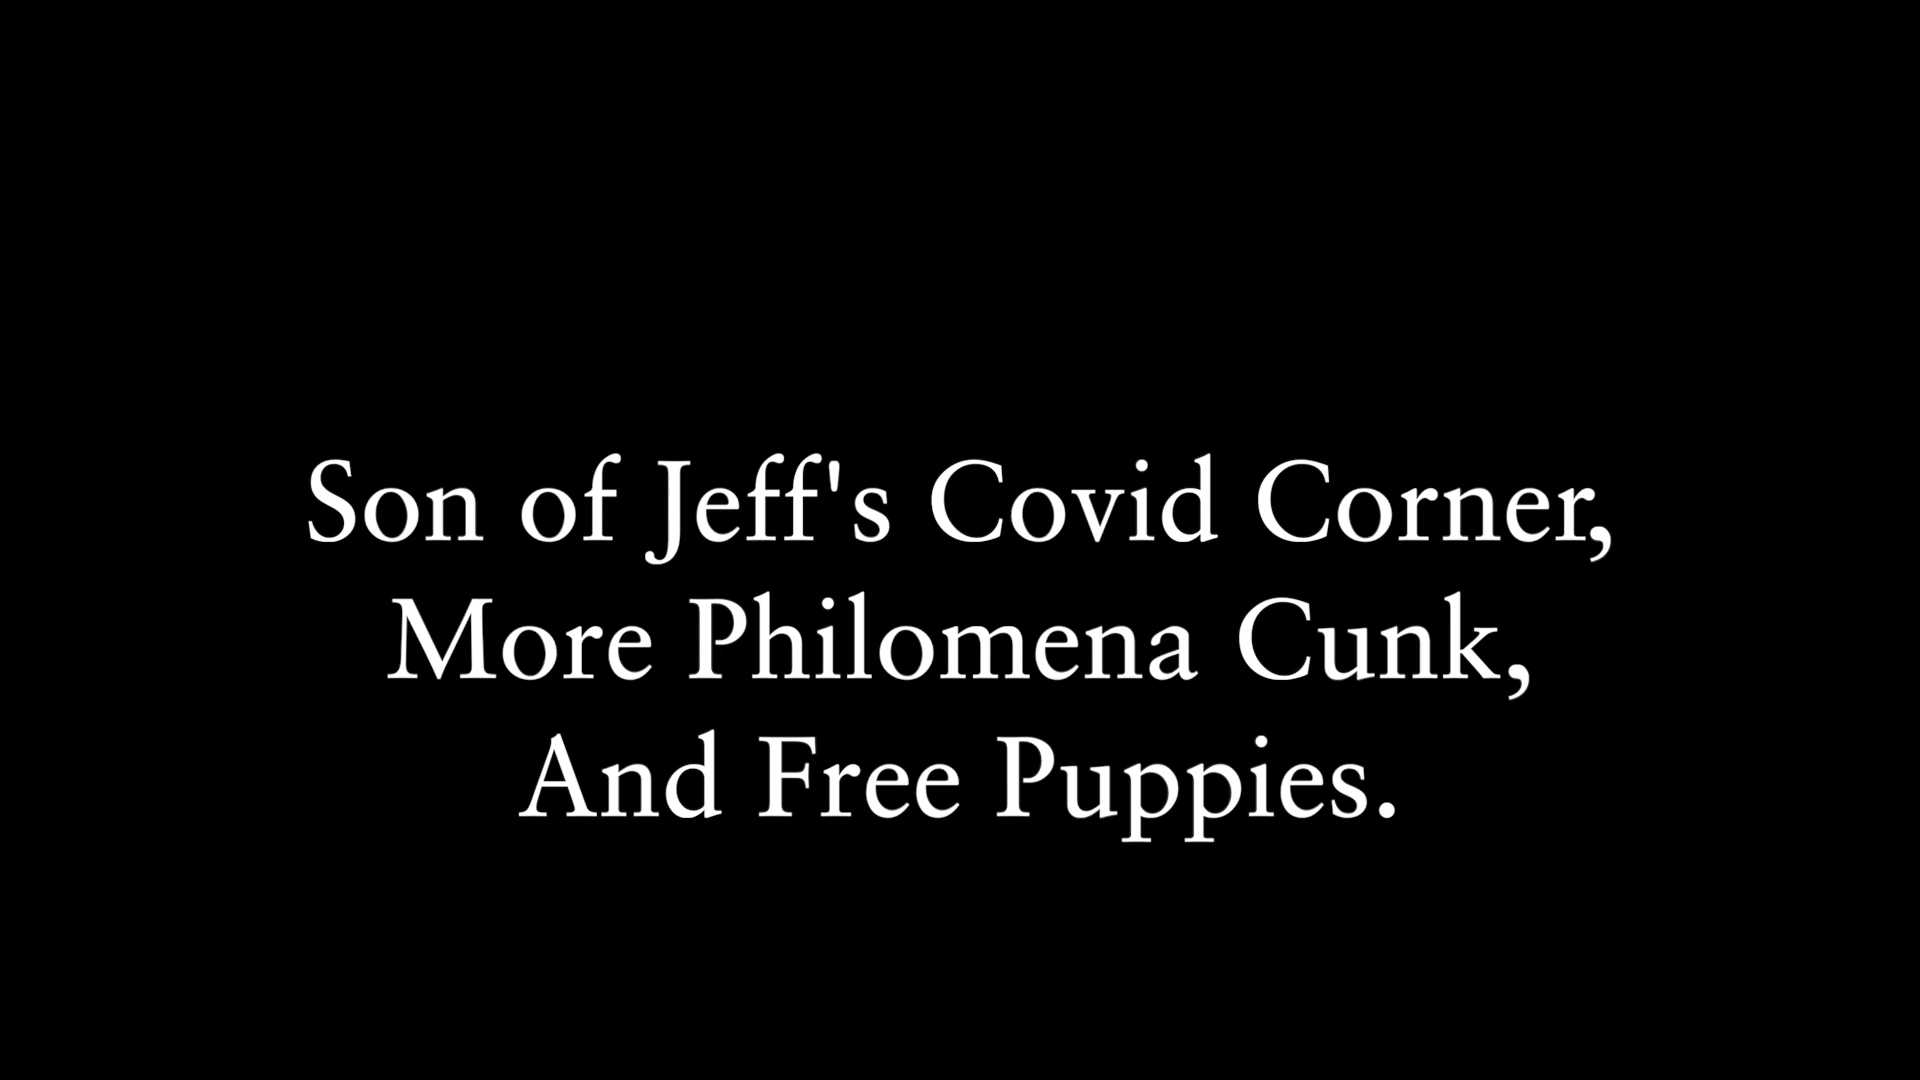 Son of Jeff's Covid Corner,
More Philomena Cunk,
And Free Puppies.